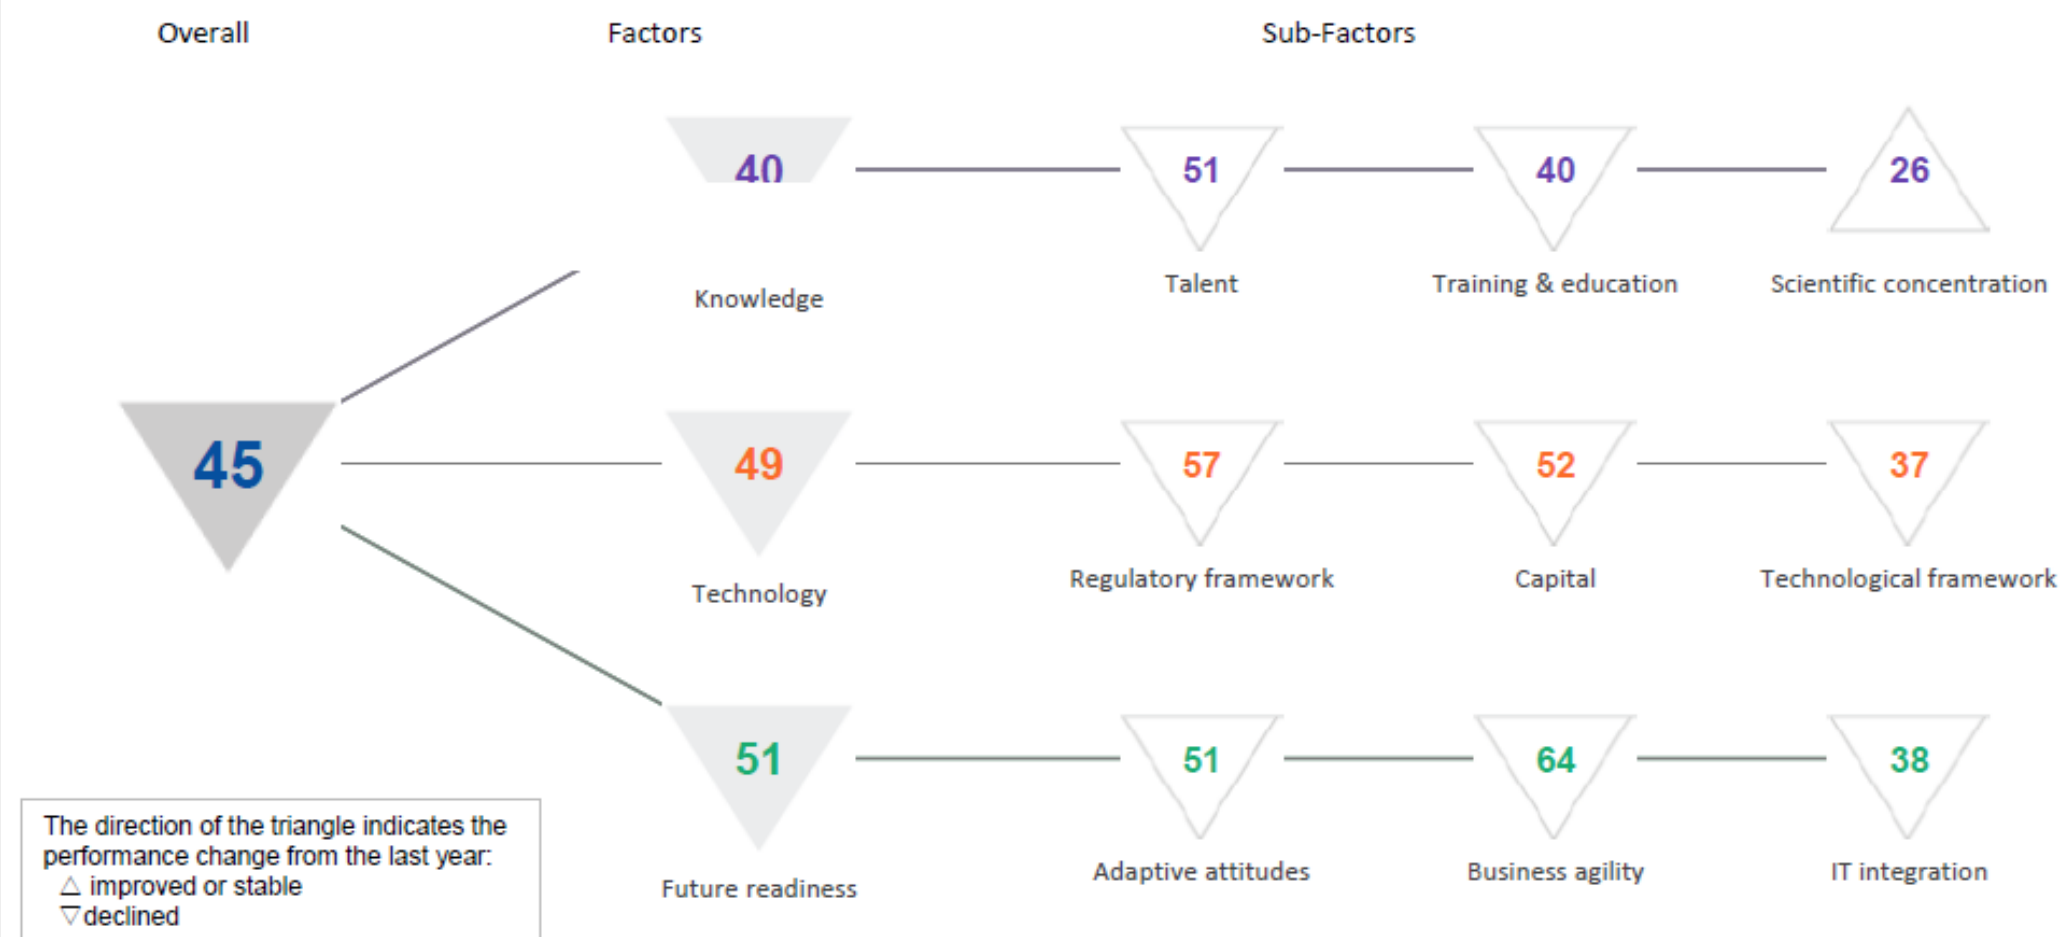 Overall Factors Sub-Factors
40 51 40 26
Knowledge Talent Training & education Scientific concentration
45 49 57 52 37
Technology Regulatory framework Capital Technological framework
51 51 64 38
Future readiness Adaptive attitudes Business agility IT integration
The direction of the triangle indicates the
performance change from the last year:
△ improved or stable
▽ declined